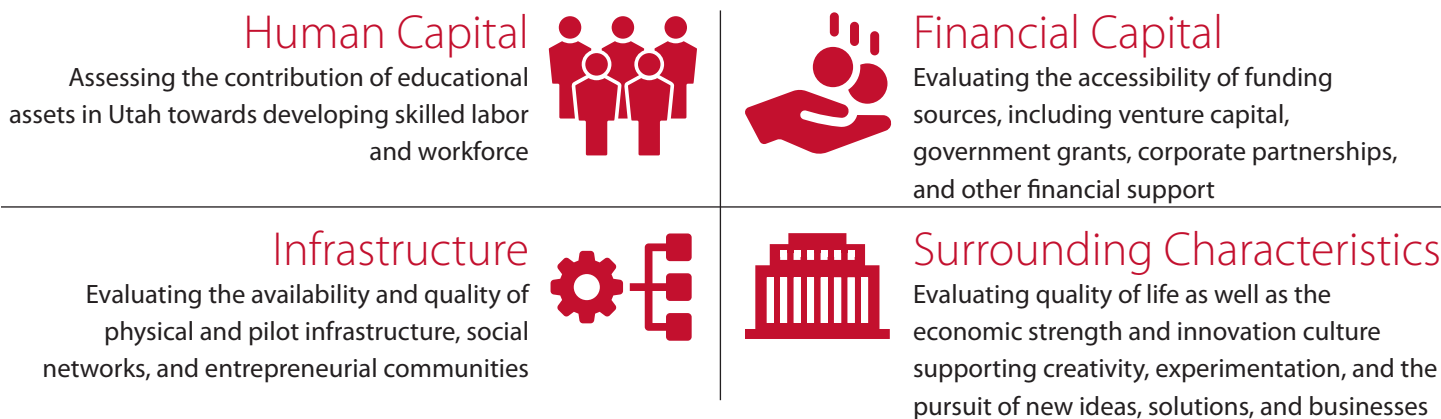 Human Capital
Assessing the contribution of educational
assets in Utah towards developing skilled labor
and workforce
Financial Capital
Evaluating the accessibility of funding
sources, including venture capital,
government grants, corporate partnerships,
and other financial support
Infrastructure
Evaluating the availability and quality of
physical and pilot infrastructure, social
networks, and entrepreneurial communities
Surrounding Characteristics
Evaluating quality of life as well as the
economic strength and innovation culture
supporting creativity, experimentation, and the
pursuit of new ideas, solutions, and businesses